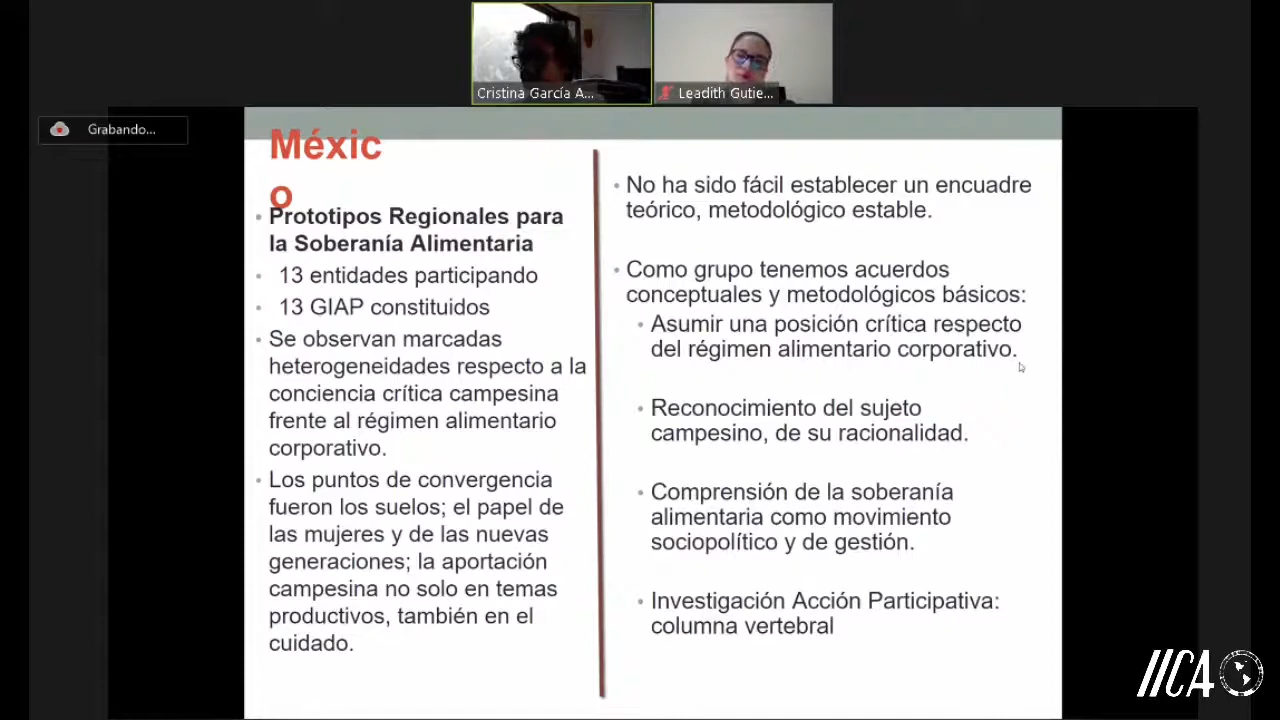 Cristina García A...
Leadith Gutie...
Grabando...
Méxic
o
• Prototipos Regionales para
la Soberanía Alimentaria
• 13 entidades participando
• 13 GIAP constituidos
• Se observan marcadas
heterogeneidades respecto a la
conciencia crítica campesina
frente al régimen alimentario
corporativo.
• Los puntos de convergencia
fueron los suelos; el papel de
las mujeres y de las nuevas
generaciones; la aportación
campesina no solo en temas
productivos, también en el
cuidado.
• No ha sido fácil establecer un encuadre
teórico, metodológico estable.
• Como grupo tenemos acuerdos
conceptuales y metodológicos básicos:
• Asumir una posición crítica respecto
del régimen alimentario corporativo.
• Reconocimiento del sujeto
campesino, de su racionalidad.
• Comprensión de la soberanía
alimentaria como movimiento
sociopolítico y de gestión.
• Investigación Acción Participativa:
columna vertebral
IICA